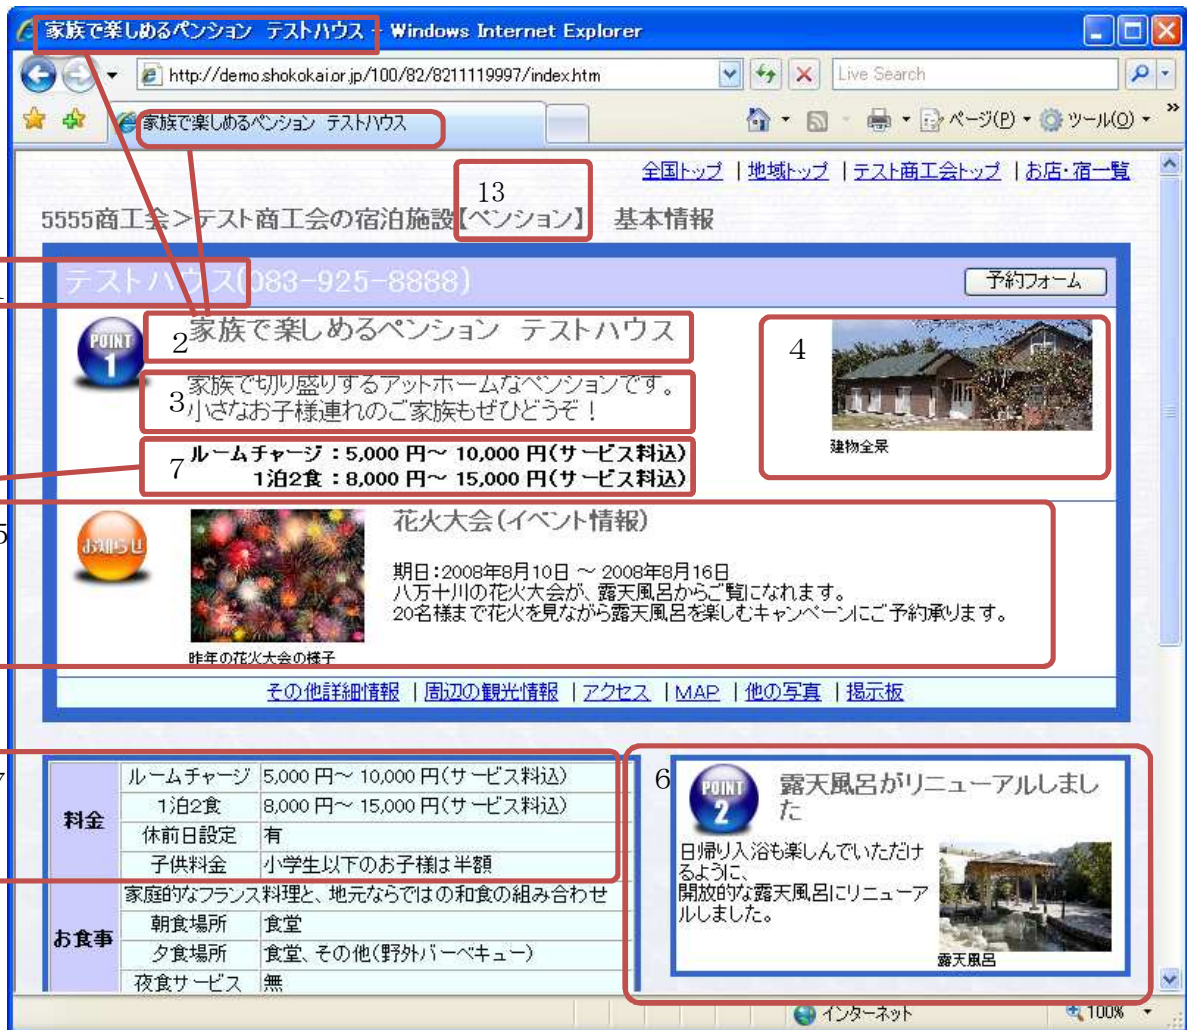 家族で楽しめるペンション テストハウス - Windows Internet Explorer
http://demo.shokokai.or.jp/100/82/8211119997/index.htm
Live Search
家族で楽しめるペンション テストハウス
ページ(P)
ツール(O)
全国トップ | 地域トップ | テスト商工会トップ | お店・宿一覧
13
5555商工会>テスト商工会の宿泊施設【ペンション】 基本情報
テストハウス(083-925-8888)
予約フォーム
POINT 1
2
家族で楽しめるペンション テストハウス
3
家族で切り盛りするアットホームなペンションです。
小さなお子様連れのご家族もぜひどうぞ!
4
建物全景
7
ルームチャージ:5,000 円~ 10,000 円(サービス料込)
1泊2食:8,000 円~ 15,000 円(サービス料込)
5
お知らせ
花火大会(イベント情報)
期日:2008年8月10日 ~ 2008年8月16日
八万十川の花火大会が、露天風呂からご覧になれます。
20名様まで花火を見ながら露天風呂を楽しむキャンペーンにご予約承ります。
昨年の花火大会の様子
その他詳細情報 | 周辺の観光情報 | アクセス | MAP | 他の写真 | 掲示板
7
料金
ルームチャージ 5,000 円~ 10,000 円(サービス料込)
1泊2食 8,000 円~ 15,000 円(サービス料込)
休前日設定 有
子供料金 小学生以下のお子様は半額
お食事
家庭的なフランス料理と、地元ならではの和食の組み合わせ
朝食場所 食堂
夕食場所 食堂、その他(野外バーベキュー)
夜食サービス 無
6
POINT 2
露天風呂がリニューアルしまし
た
日帰り入浴も楽しんでいただけ
るように、
開放的な露天風呂にリニューア
ルしました。
露天風呂
インターネット
100%